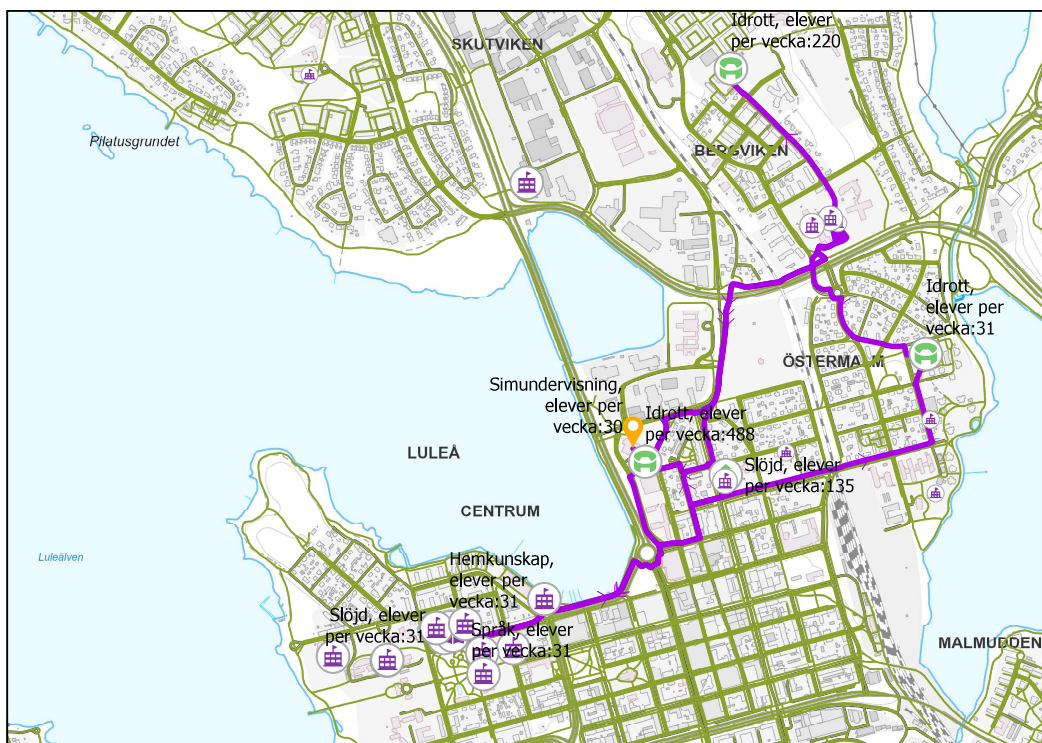 Idrott, elever
per vecka:220
SKUTVIKEN
Pilatusgrundet
BERGVIKEN
Idrott,
elever per
vecka:31
ÖSTERMALM
Simundervisning,
elever per
vecka:30
Idrott, elever
per vecka:488
LULEÅ
Slöjd, elever
per vecka:135
CENTRUM
Luleälven
Hemkunskap,
elever per
vecka:31
Slöjd, elever
per vecka:31
Språk, elever
per vecka:31
MALMUDDEN